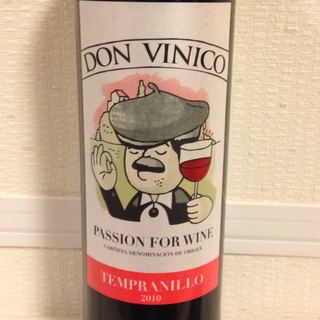 DON VINICO
PASSION FOR WINE
CARIÑENA DENOMINACIÓN DE ORIGEN
TEMPRANILLO
2010